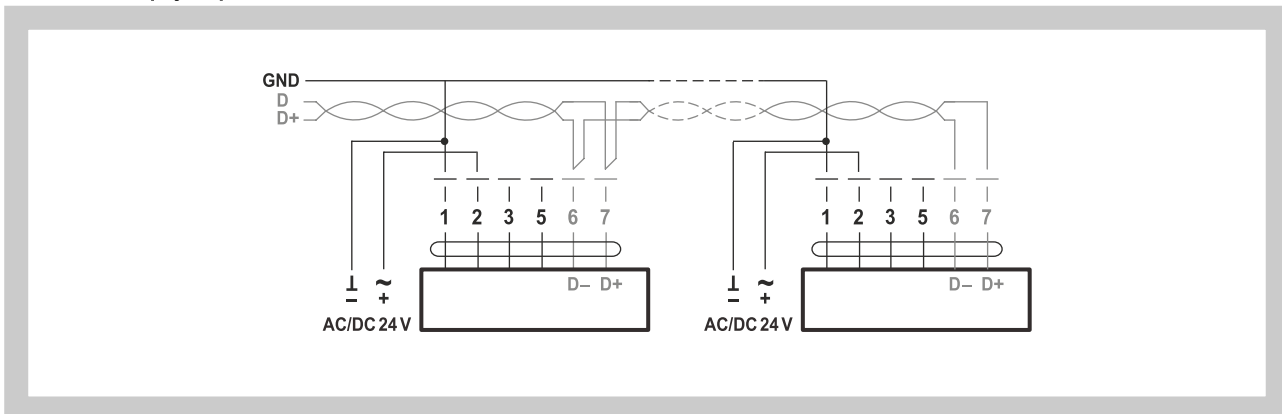 GND
D
D+
1 2 3 5 6 7
1 2 3 5 6 7
⊥ ~
D– D+
⊥ ~
D– D+
– +
– +
AC/DC 24 V
AC/DC 24 V